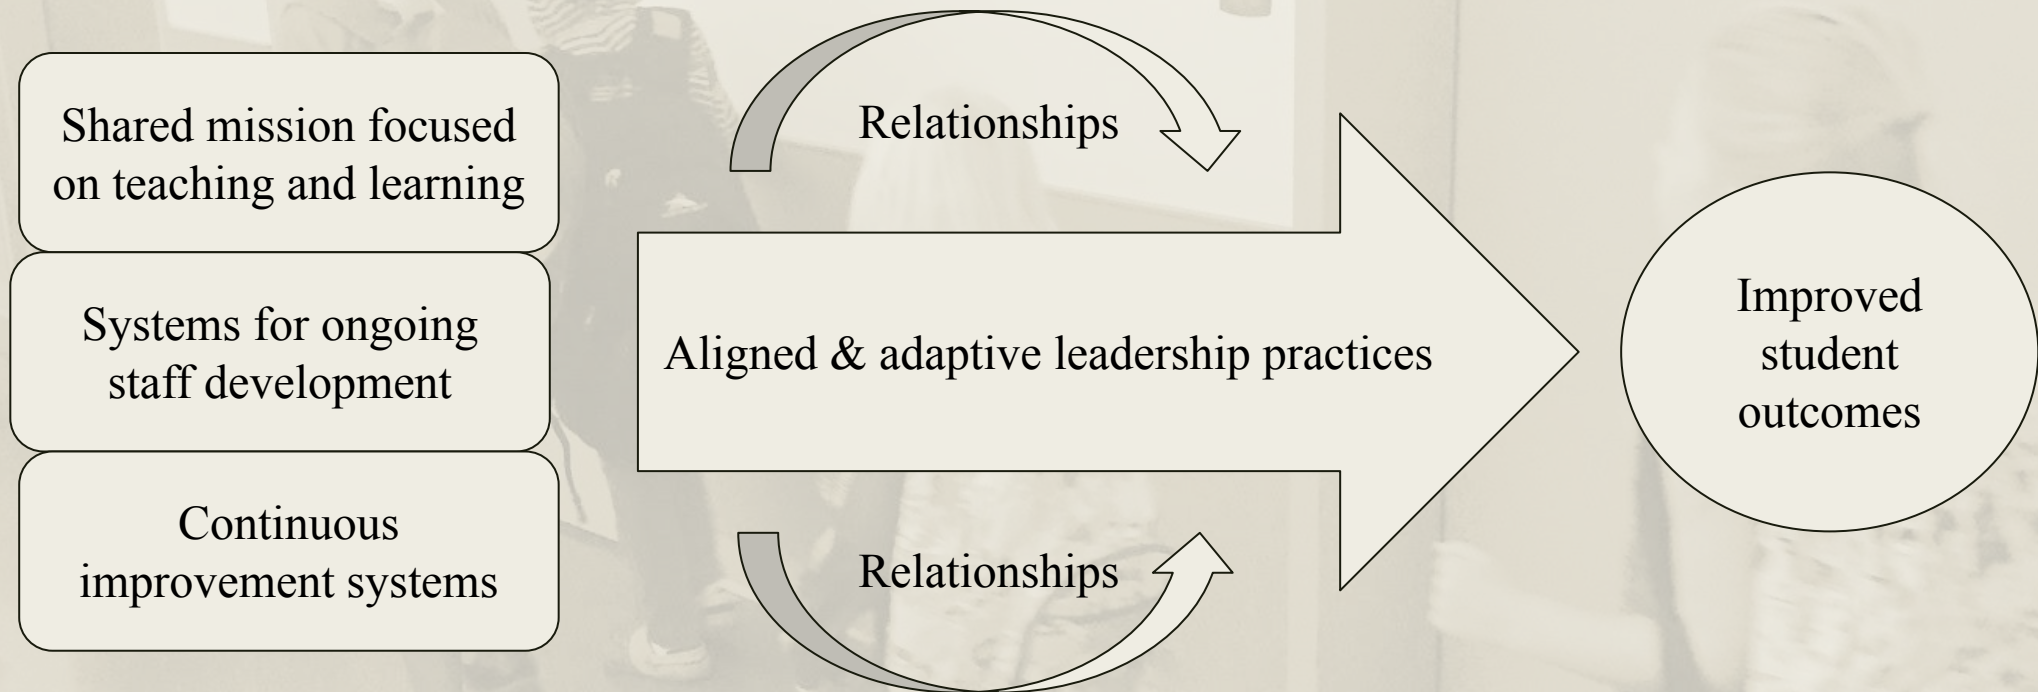 Shared mission focused
on teaching and learning
Systems for ongoing
staff development
Continuous
improvement systems
Relationships
Aligned & adaptive leadership practices
Relationships
Improved
student
outcomes